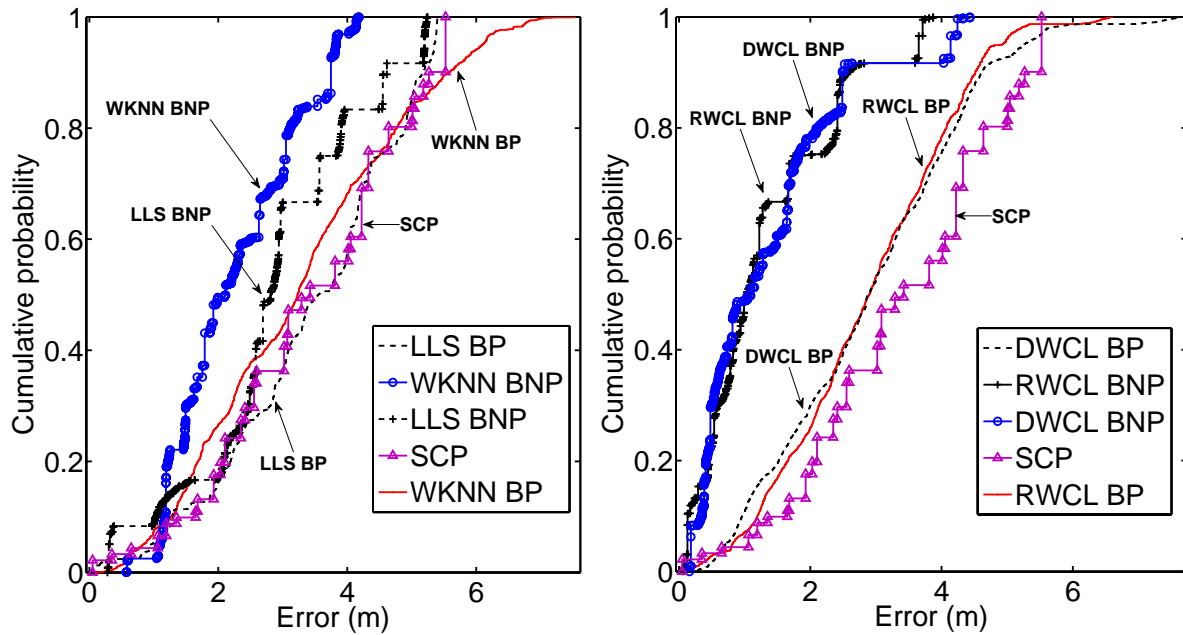 1
0.8
0.6
0.4
0.2
0
0
2
4
6
Cumulative probability
Error (m)
WKNN BNP
LLS BNP
WKNN BP
SCP
LLS BP
LLS BP
WKNN BNP
LLS BNP
SCP
WKNN BP
1
0.8
0.6
0.4
0.2
0
0
2
4
6
Cumulative probability
Error (m)
DWCL BNP
RWCL BNP
RWCL BP
SCP
DWCL BP
DWCL BP
RWCL BNP
DWCL BNP
SCP
RWCL BP